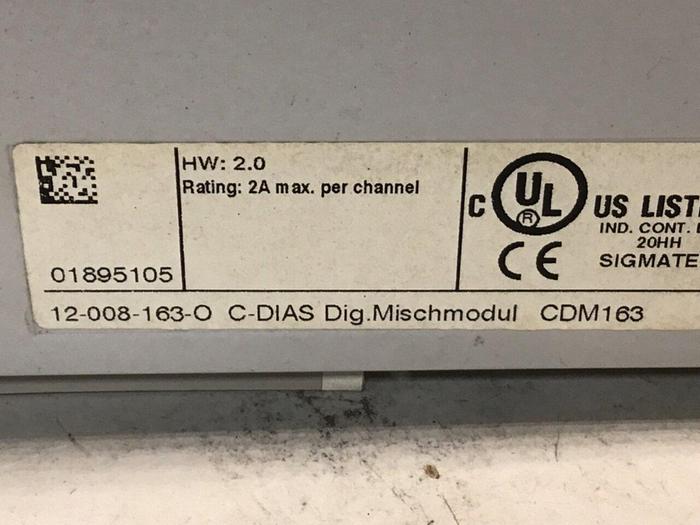 HW: 2.0
Rating: 2A max. per channel
01895105
C UL ® US LIST
IND. CONT.
20HH
CE SIGMATE
12-008-163-O C-DIAS Dig.Mischmodul CDM163